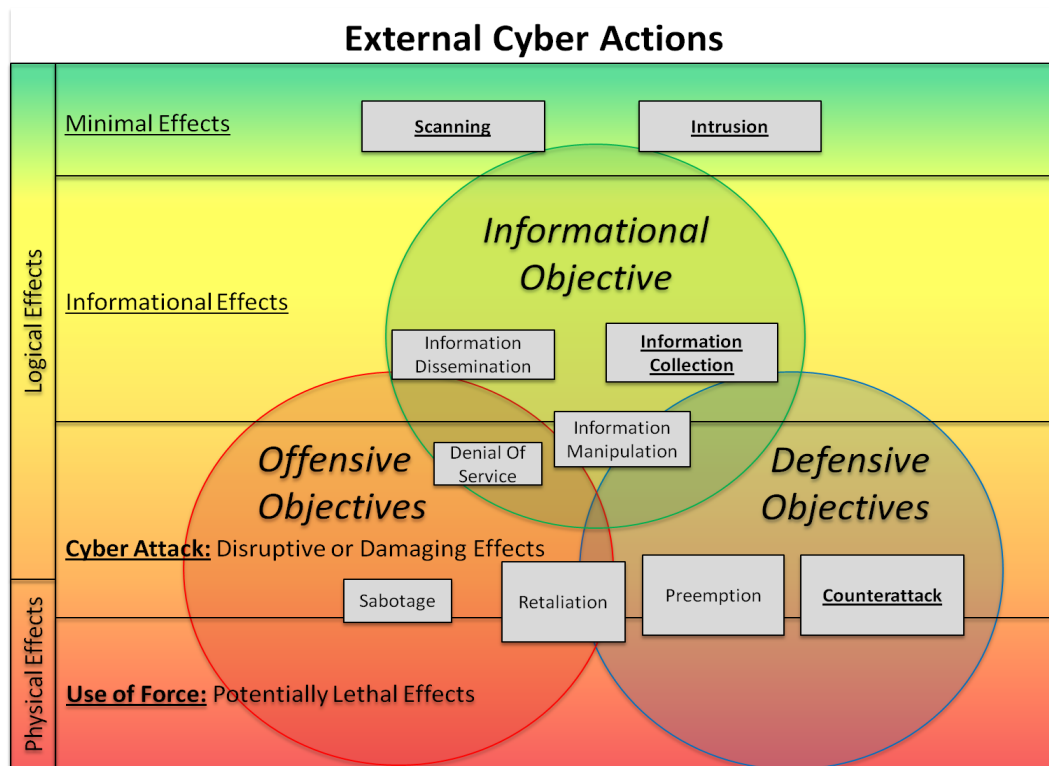 External Cyber Actions
Minimal Effects
Scanning
Intrusion
Logical Effects
Informational
Objective
Informational Effects
Information
Dissemination
Information
Collection
Offensive
Objectives
Denial Of
Service
Information
Manipulation
Defensive
Objectives
Cyber Attack: Disruptive or Damaging Effects
Sabotage
Retaliation
Preemption
Counterattack
Physical Effects
Use of Force: Potentially Lethal Effects